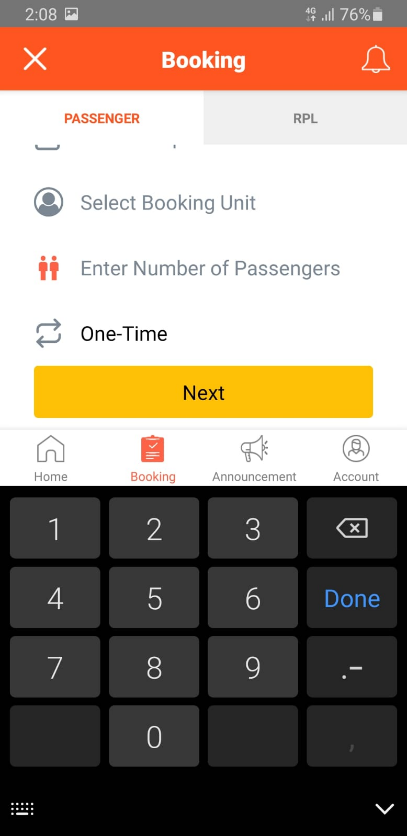 2:08 4G 76%
Booking
PASSENGER RPL
Select Booking Unit
Enter Number of Passengers
One-Time
Next
Home Booking Announcement Account
1 2 3
4 5 6 Done
7 8 9 .-
0 ,